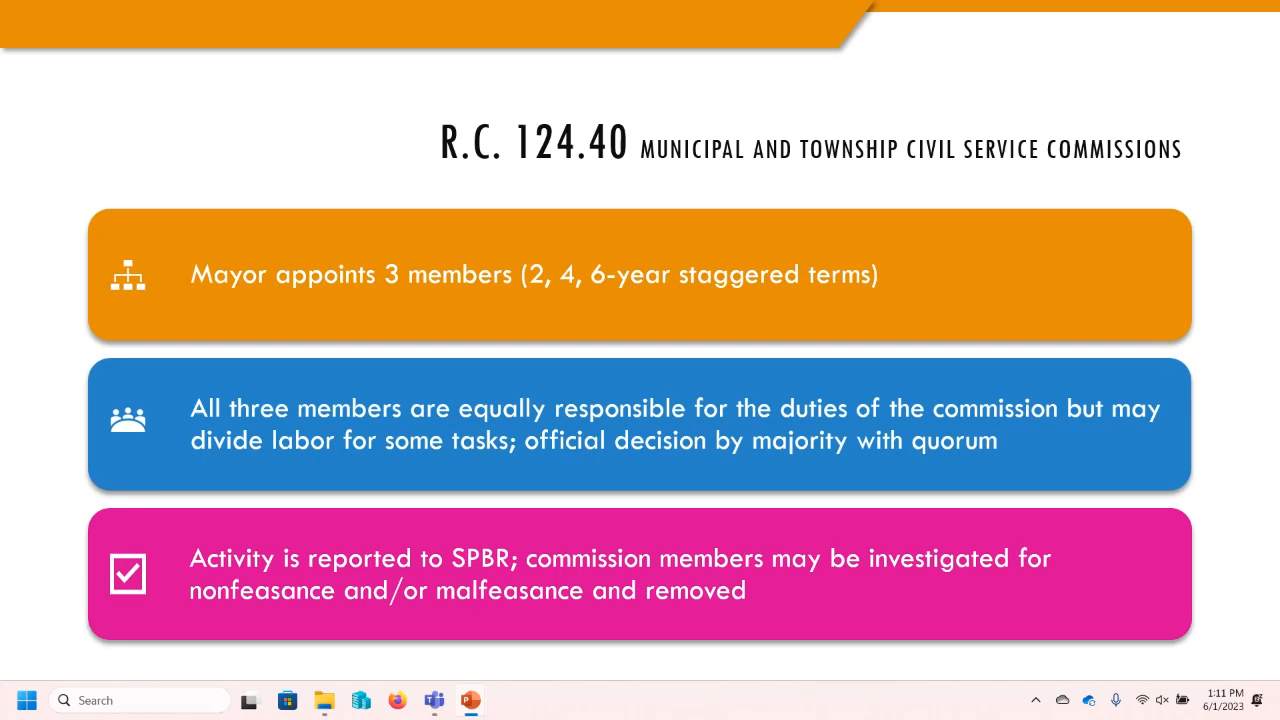 R.C. 124.40 MUNICIPAL AND TOWNSHIP CIVIL SERVICE COMMISSIONS
Mayor appoints 3 members (2, 4, 6-year staggered terms)
All three members are equally responsible for the duties of the commission but may
divide labor for some tasks; official decision by majority with quorum
Activity is reported to SPBR; commission members may be investigated for
nonfeasance and/or malfeasance and removed
Search
1:11 PM
6/1/2023